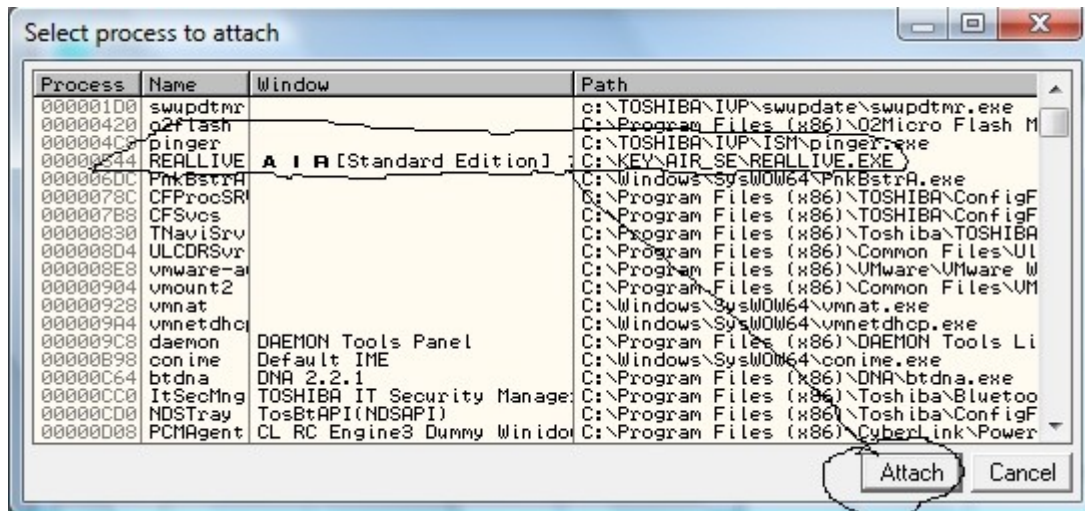 Select process to attach
Process Name Window Path
000001D0 swupdtmr c:\TOSHIBA\IVP\swupdate\swupdtmr.exe
00000420 o2flash C:\Program Files (x86)\O2Micro Flash M
pinger C:\TOSHIBA\IVP\ISM\pinger.exe
REALLIVE A I R [Standard Edition] C:\KEY\AIR_SE\REALLIVE.EXE
000006DC PnkBstrA C:\Windows\SysWOW64\PnkBstrA.exe
0000078C CFProcSR C:\Program Files (x86)\TOSHIBA\ConfigF
000007B8 CFSvcs C:\Program Files (x86)\TOSHIBA\ConfigF
00000830 TNaviSrv C:\Program Files (x86)\Toshiba\TOSHIBA
000008D4 ULCDRSvr C:\Program Files (x86)\Common Files\Ul
000008E8 vmware-a C:\Program Files (x86)\VMware\VMware W
00000904 vmount2 C:\Program Files (x86)\Common Files\VM
00000928 vmnat C:\Windows\SysWOW64\vmnat.exe
000009A4 vmnetdhc C:\Windows\SysWOW64\vmnetdhcp.exe
000009C8 daemon DAEMON Tools Panel C:\Program Files (x86)\DAEMON Tools Li
00000B98 conime Default IME C:\Windows\SysWOW64\conime.exe
00000C64 btdna DNA 2.2.1 C:\Program Files (x86)\DNA\btdna.exe
00000CC0 ItSecMng TOSHIBA IT Security Manage C:\Program Files (x86)\Toshiba\Bluetoo
00000CD0 NDSTray TosBtAPI(NDSAPI) C:\Program Files (x86)\Toshiba\ConfigF
00000D08 PCMAgent CL RC Engine3 Dummy Winido C:\Program Files (x86)\CyberLink\Power
Attach Cancel